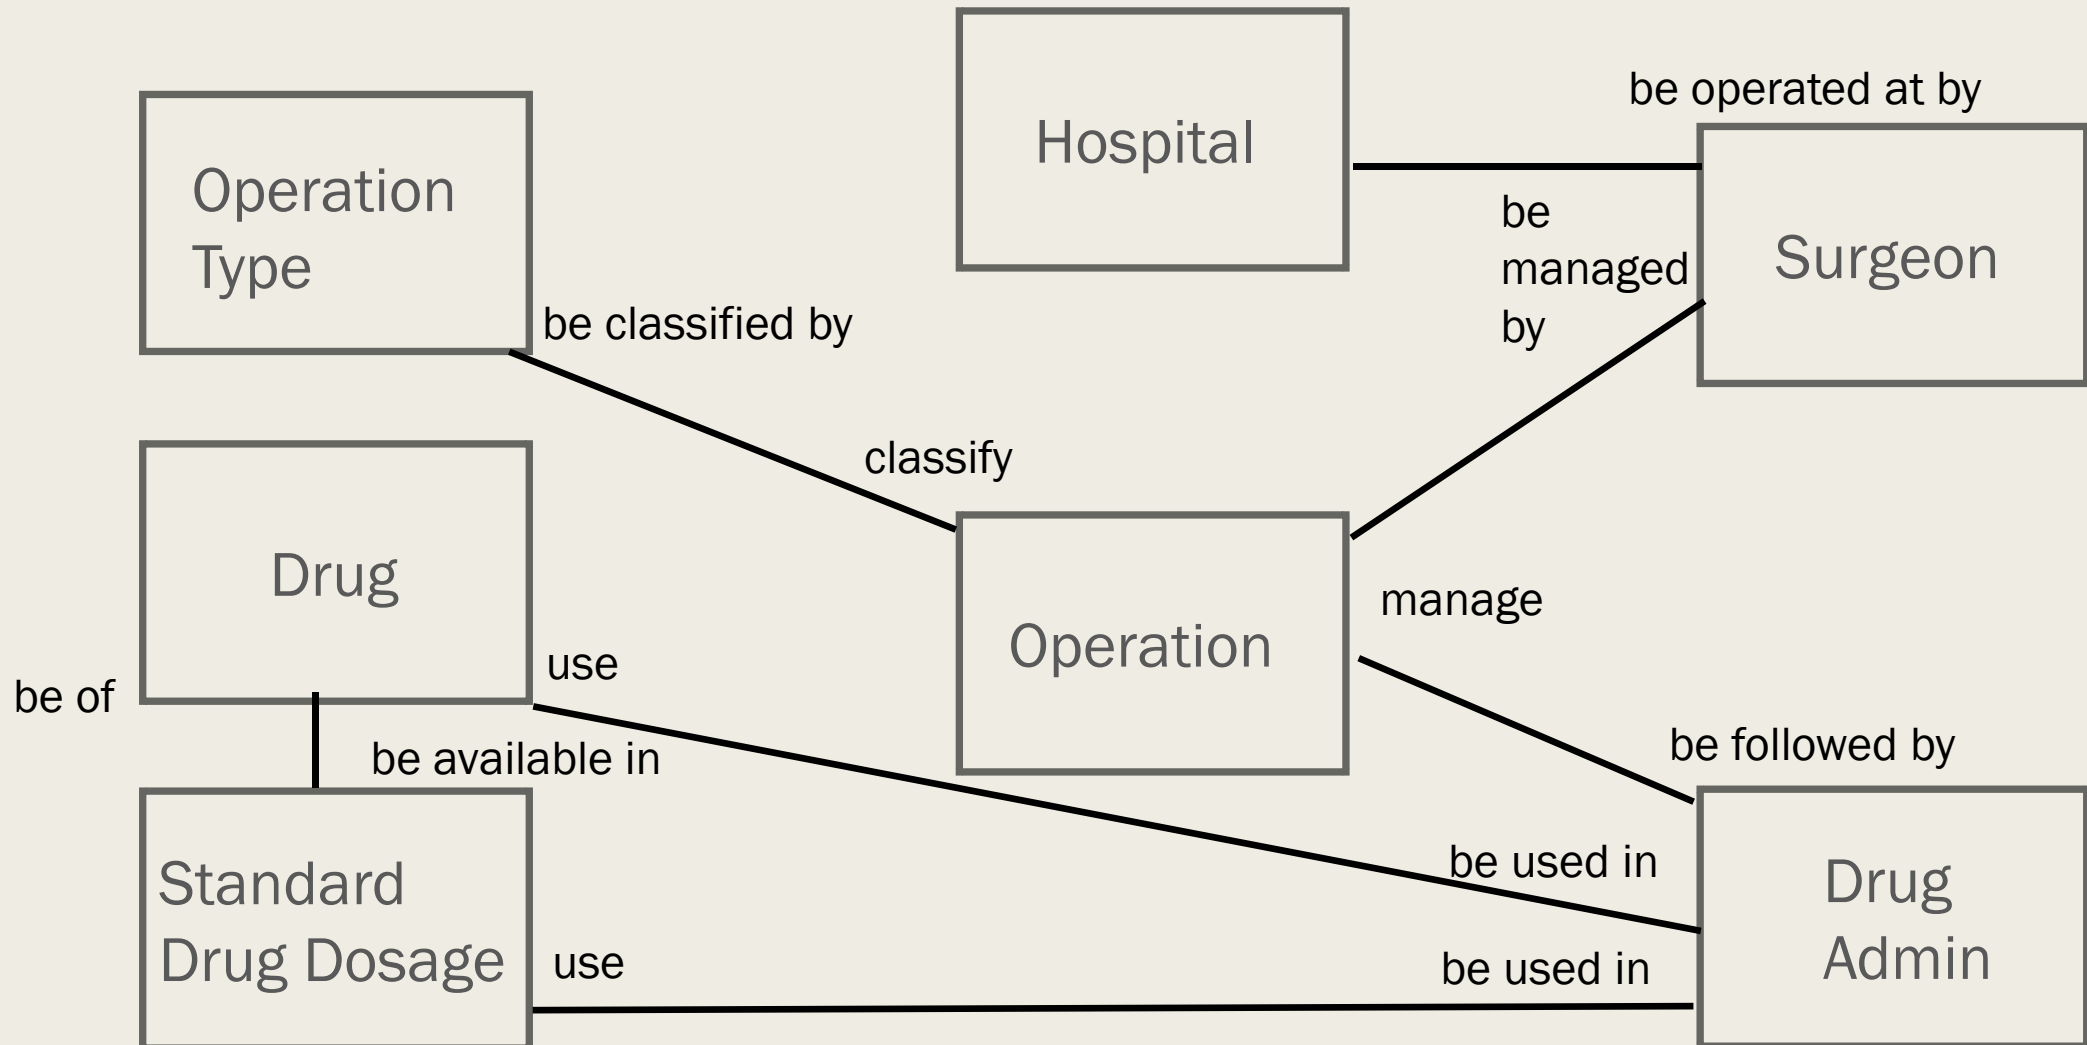 Hospital
be operated at by
Operation
Type
be
managed
by
Surgeon
be classified by
classify
Drug
use
be of
be available in
Operation
manage
be followed by
Standard
Drug Dosage
use
be used in
be used in
Drug
Admin